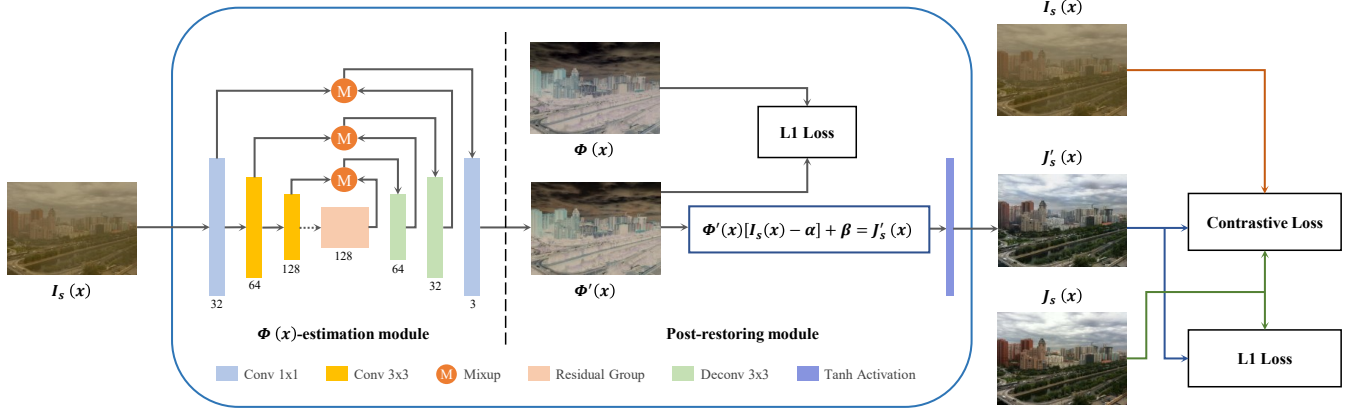 I_s(x)
32
64
128
128
64
32
3
M
M
M
Φ(x)-estimation module
Φ(x)
Φ'(x)
L1 Loss
Φ'(x)[I_s(x) − α] + β = J'_s(x)
Post-restoring module
Conv 1x1
Conv 3x3
M
Mixup
Residual Group
Deconv 3x3
Tanh Activation
I_s(x)
J'_s(x)
J_s(x)
Contrastive Loss
L1 Loss